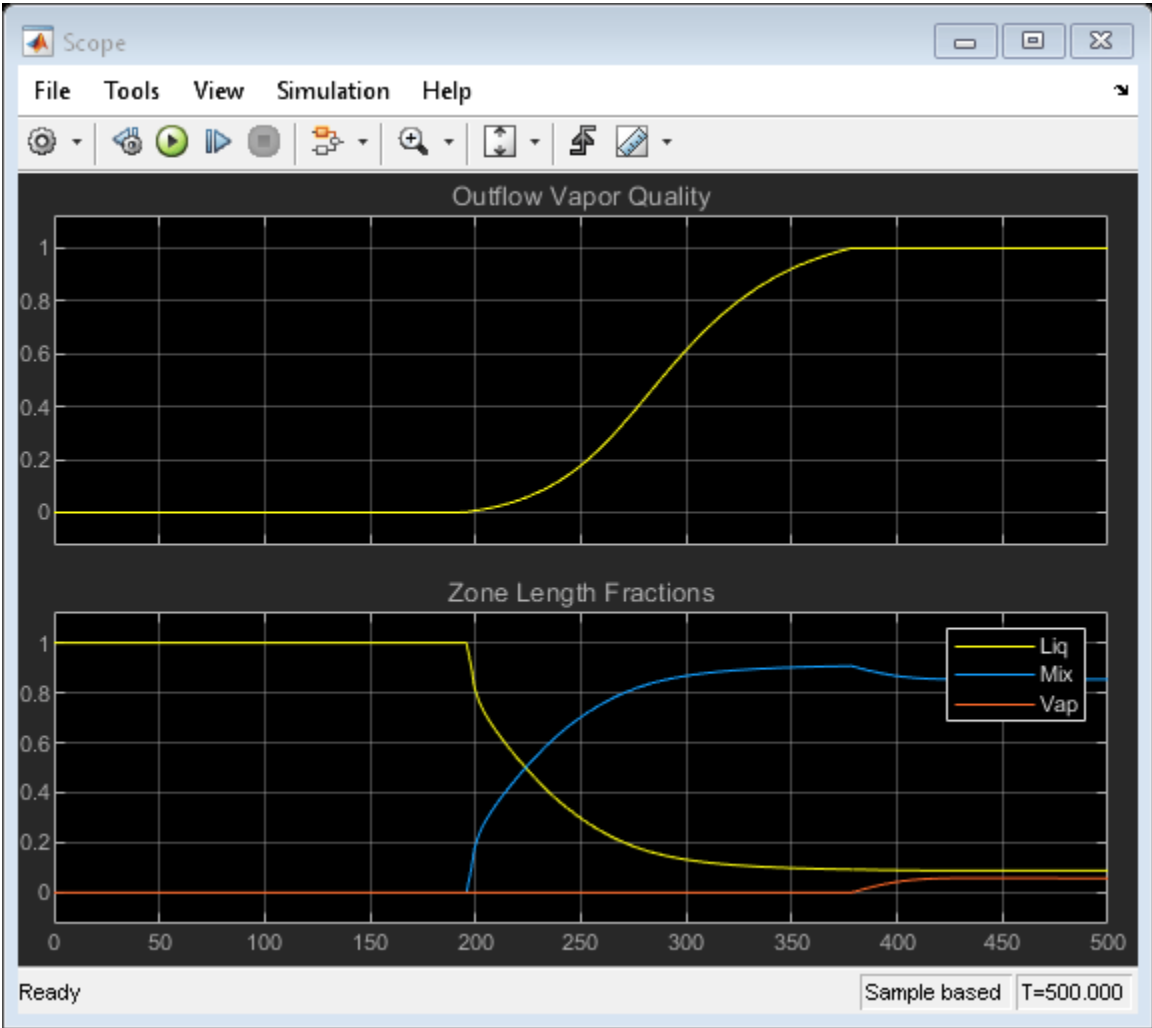 Scope
File Tools View Simulation Help
Outflow Vapor Quality
1
0.8
0.6
0.4
0.2
0
Zone Length Fractions
1
0.8
0.6
0.4
0.2
0
Liq
Mix
Vap
0 50 100 150 200 250 300 350 400 450 500
Ready Sample based T=500.000